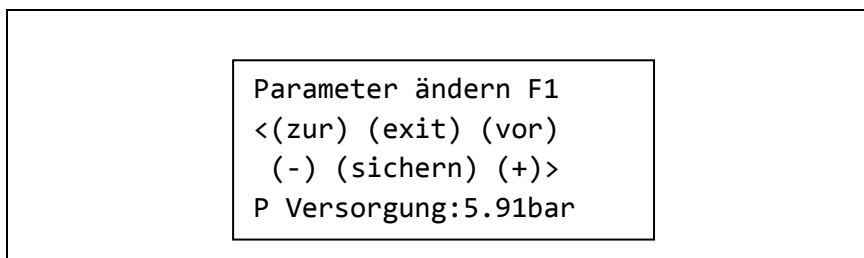 Parameter ändern F1
<(zur) (exit) (vor)
(-) (sichern) (+)>
P Versorgung:5.91bar